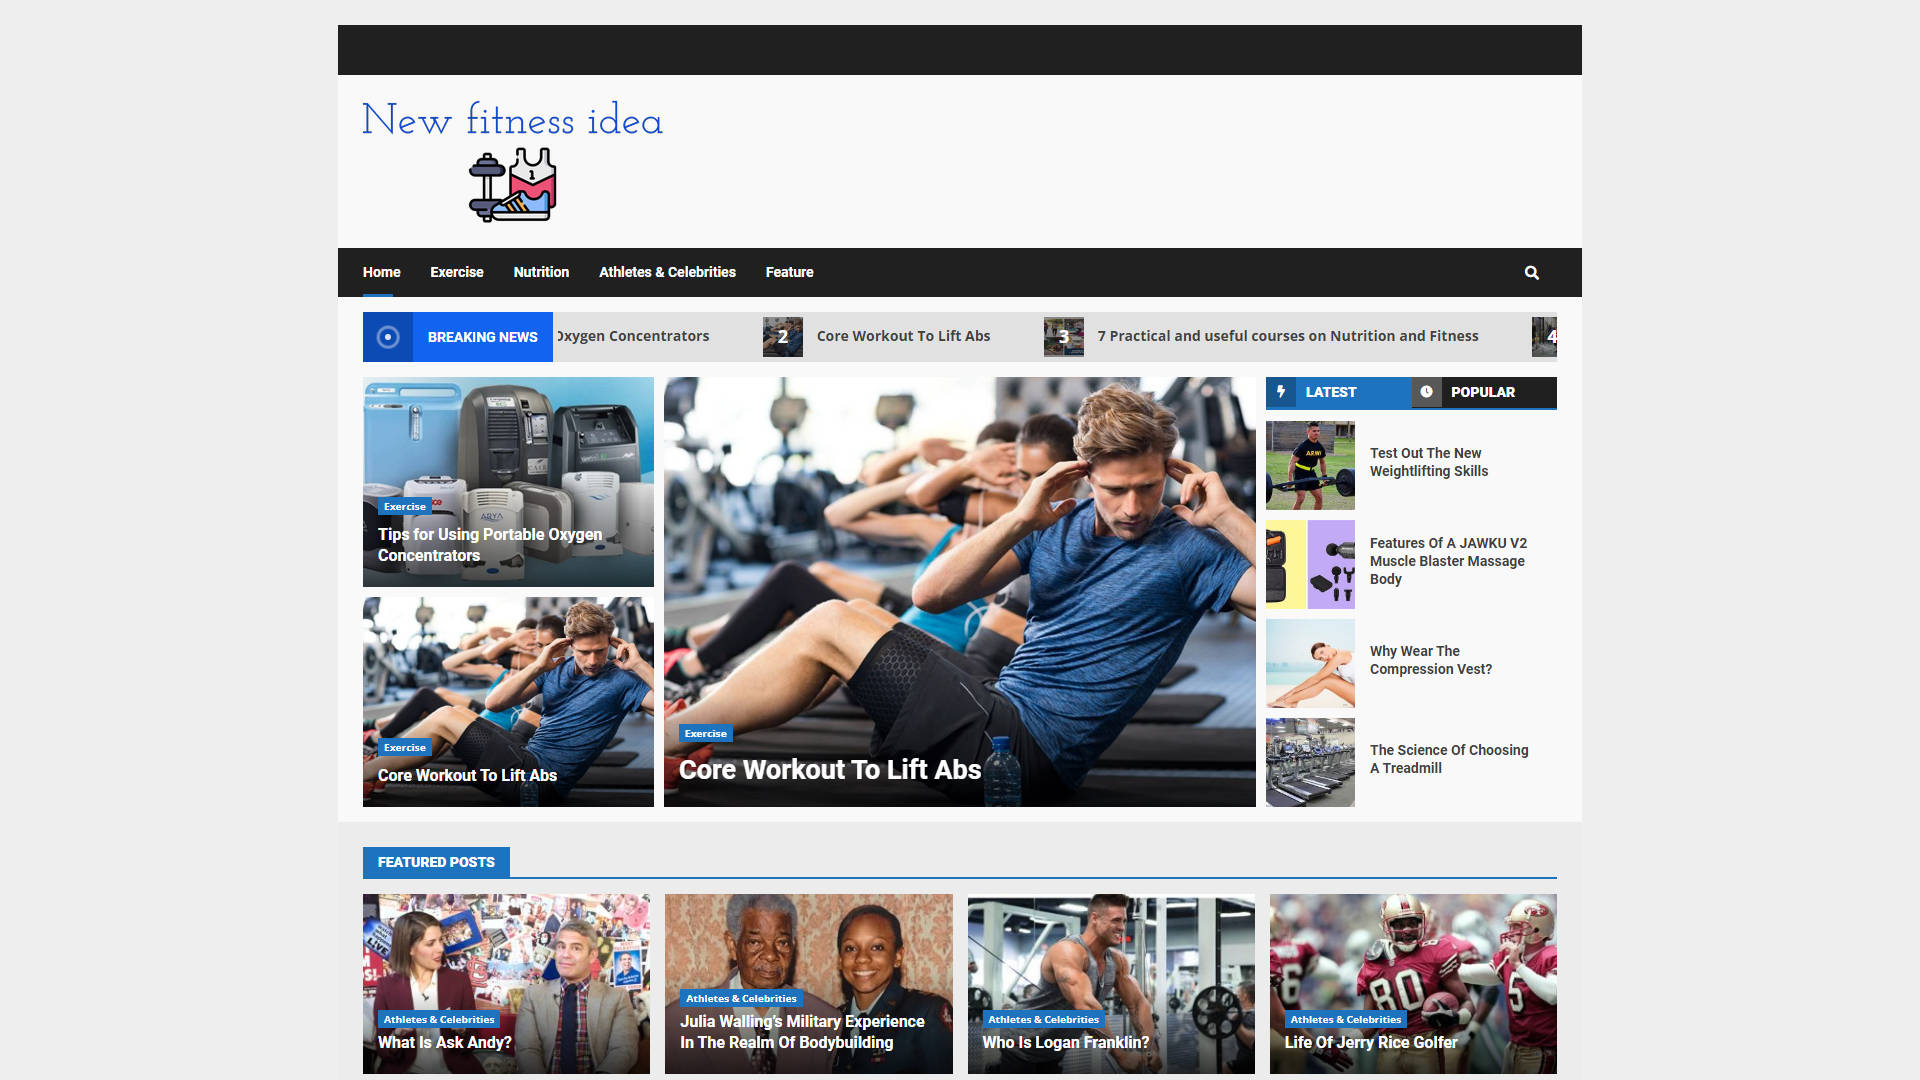 New fitness idea
1
Home
Exercise
Nutrition
Athletes & Celebrities
Feature
BREAKING NEWS
Oxygen Concentrators
2
Core Workout To Lift Abs
3
7 Practical and useful courses on Nutrition and Fitness
4
Exercise
Tips for Using Portable Oxygen
Concentrators
Exercise
Core Workout To Lift Abs
Exercise
Core Workout To Lift Abs
LATEST
POPULAR
ARMY
Test Out The New
Weightlifting Skills
Features Of A JAWKU V2
Muscle Blaster Massage
Body
Why Wear The
Compression Vest?
The Science Of Choosing
A Treadmill
FEATURED POSTS
Athletes & Celebrities
What Is Ask Andy?
Athletes & Celebrities
Julia Walling's Military Experience
In The Realm Of Bodybuilding
Athletes & Celebrities
Who Is Logan Franklin?
80
5
Athletes & Celebrities
Life Of Jerry Rice Golfer